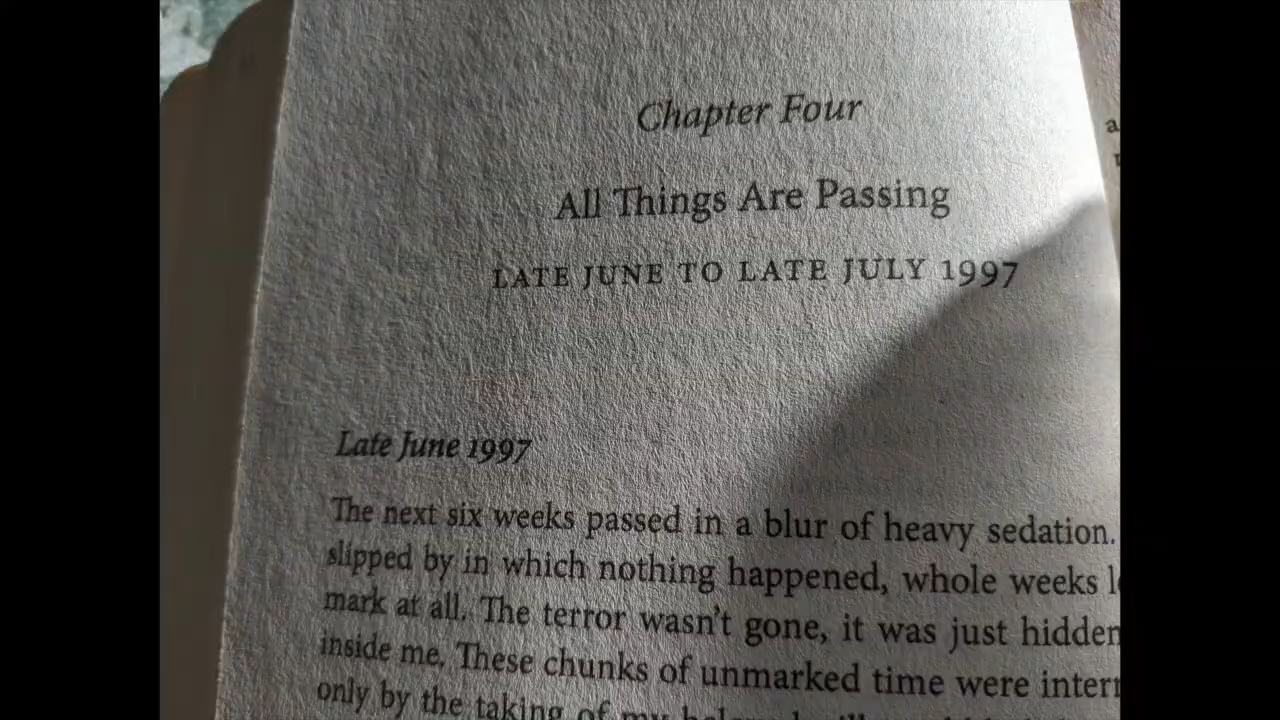 Chapter Four
All Things Are Passing
LATE JUNE TO LATE JULY 1997
Late June 1997
The next six weeks passed in a blur of heavy sedation.
slipped by in which nothing happened, whole weeks
mark at all. The terror wasn't gone, it was just hidden
inside me. These chunks of unmarked time were
only by the taking of my